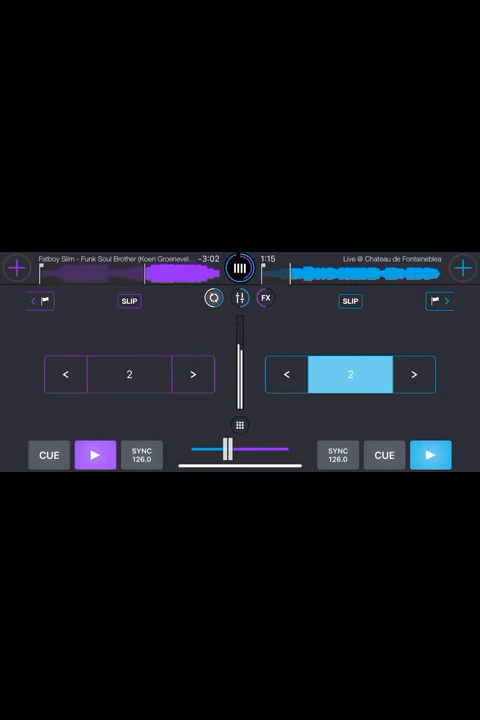 Fatboy Slim - Funk Soul Brother (Koen Groenevel... -3:02
1:15 Live @ Chateau de Fontaineblea
SLIP
FX
SLIP
< 2 >
< 2 >
CUE
SYNC
126.0
SYNC
126.0
CUE